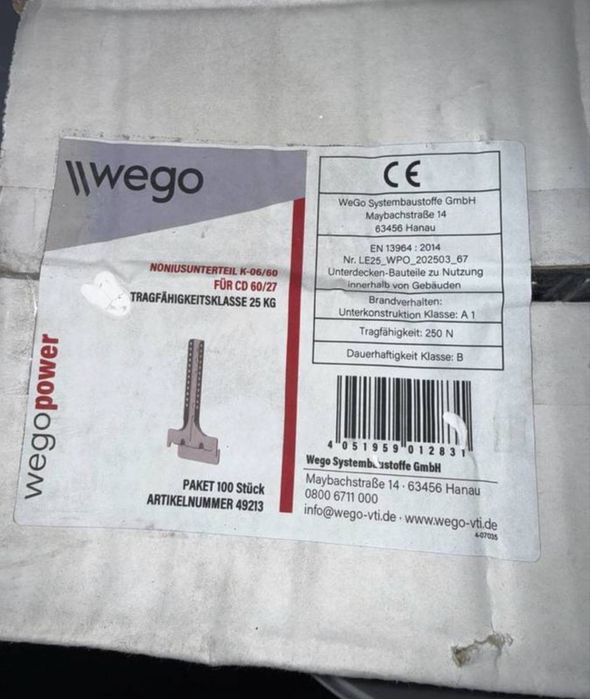 wego
NONIUSUNTERTEIL K-06/60
FÜR CD 60/27
TRAGFÄHIGKEITSKLASSE 25 KG
wegopower
PAKET 100 Stück
ARTIKELNUMMER 49213
CE
WeGo Systembaustoffe GmbH
Maybachstraße 14
63456 Hanau
EN 13964 : 2014
Nr. LE25_WPO_202503_67
Unterdecken-Bauteile zu Nutzung
innerhalb von Gebäuden
Brandverhalten:
Unterkonstruktion Klasse: A 1
Tragfähigkeit: 250 N
Dauerhaftigkeit Klasse: B
4 051959 012831
Wego Systembaustoffe GmbH
Maybachstraße 14 · 63456 Hanau
0800 6711 000
info@wego-vti.de · www.wego-vti.de
4-07035